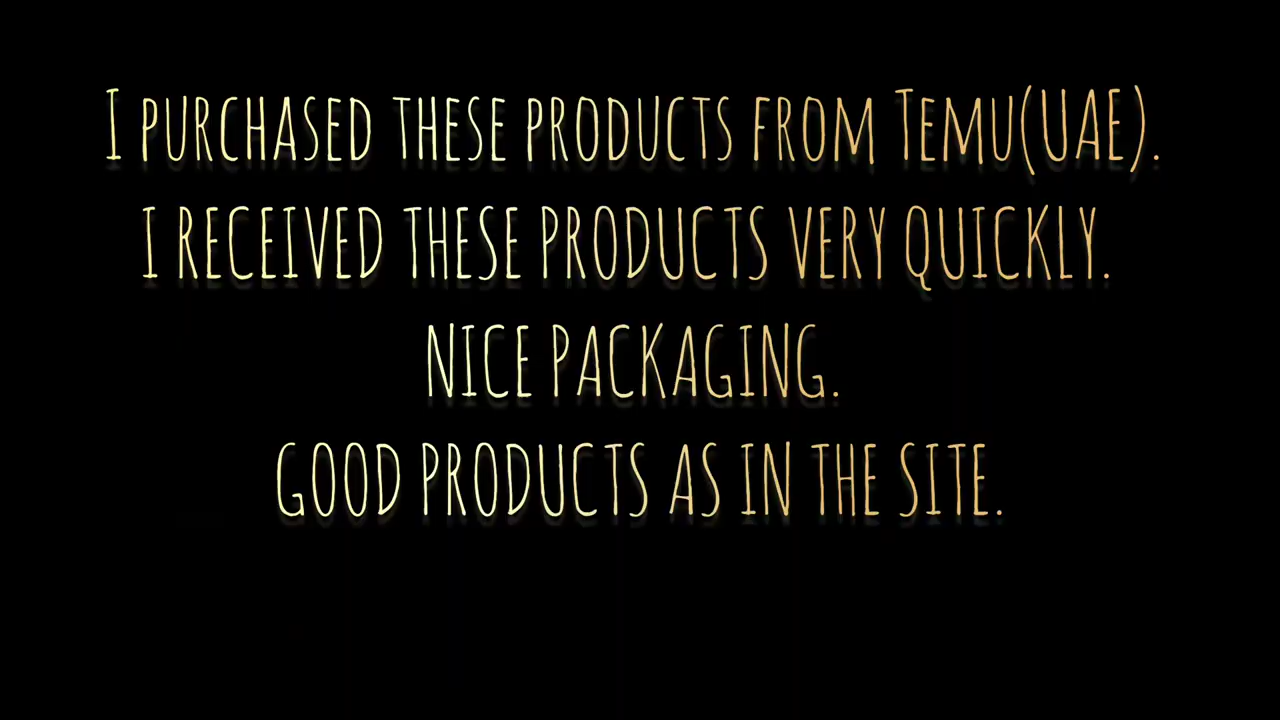 I PURCHASED THESE PRODUCTS FROM TEMU(UAE).
I RECEIVED THESE PRODUCTS VERY QUICKLY.
NICE PACKAGING.
GOOD PRODUCTS AS IN THE SITE.